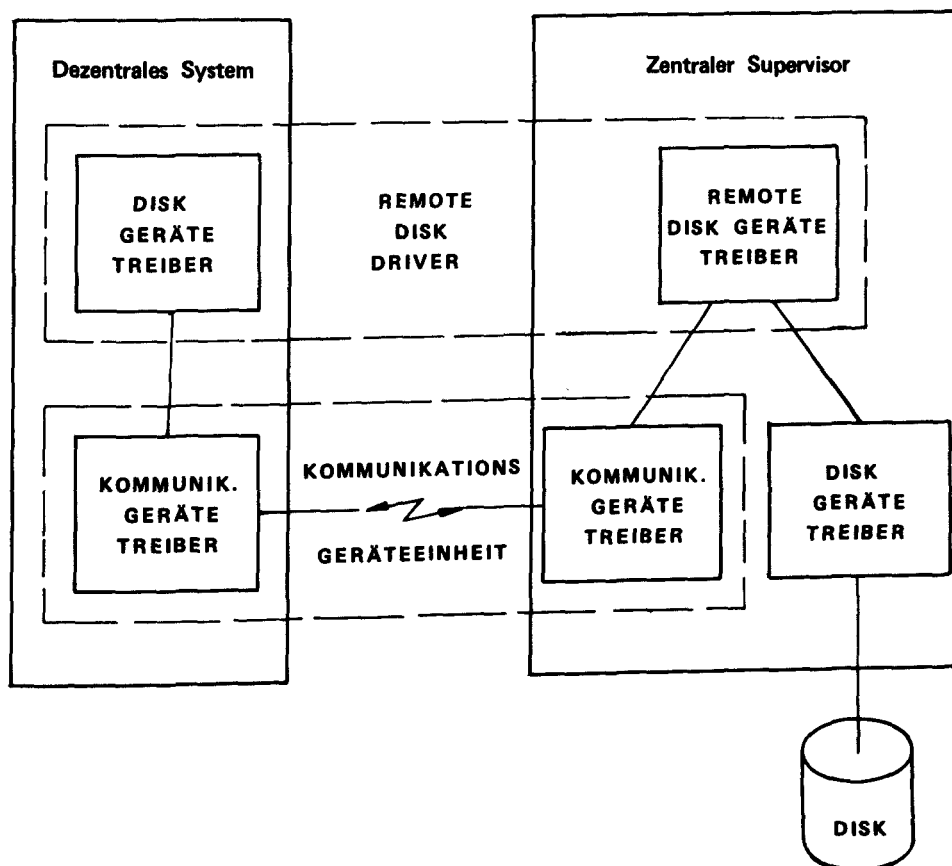 Dezentrales System
Zentraler Supervisor
DISK
GERÄTE
TREIBER
REMOTE
DISK
DRIVER
REMOTE
DISK GERÄTE
TREIBER
KOMMUNIK.
GERÄTE
TREIBER
KOMMUNIKATIONS
GERÄTEEINHEIT
KOMMUNIK.
GERÄTE
TREIBER
DISK
GERÄTE
TREIBER
DISK